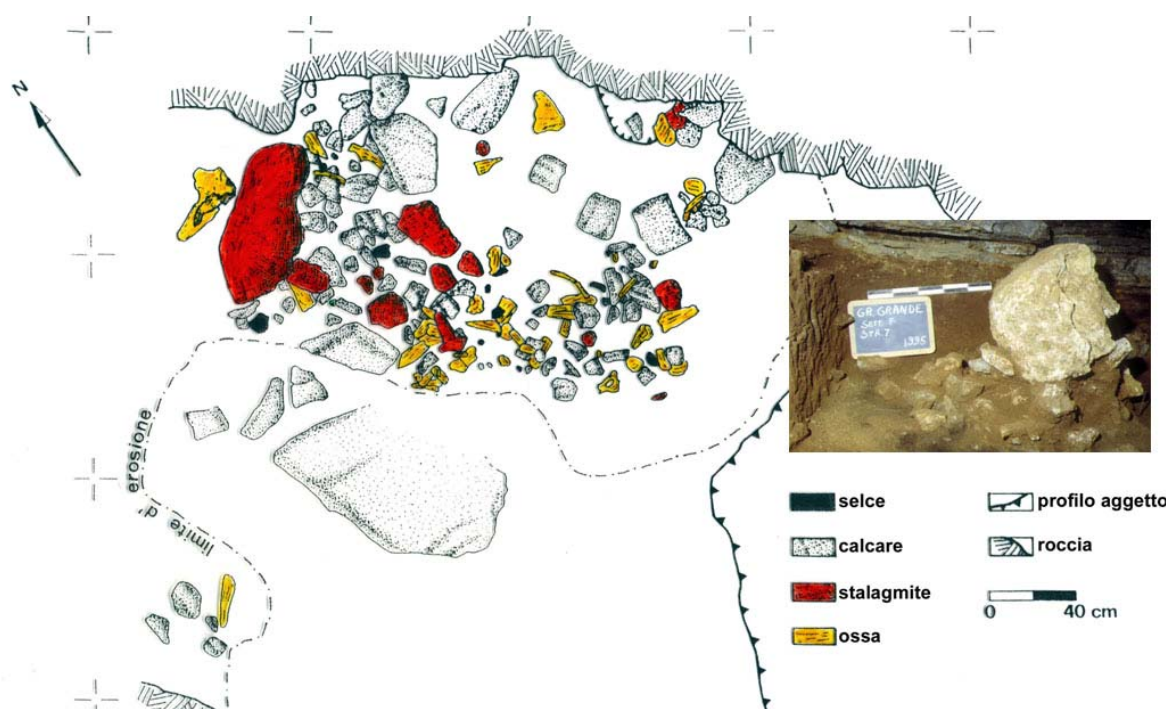 N
GR. GRANDE
SETT. F
STR. 7
1995
limite d' erosione
selce
calcare
stalagmite
ossa
profilo aggetto
roccia
0 40 cm